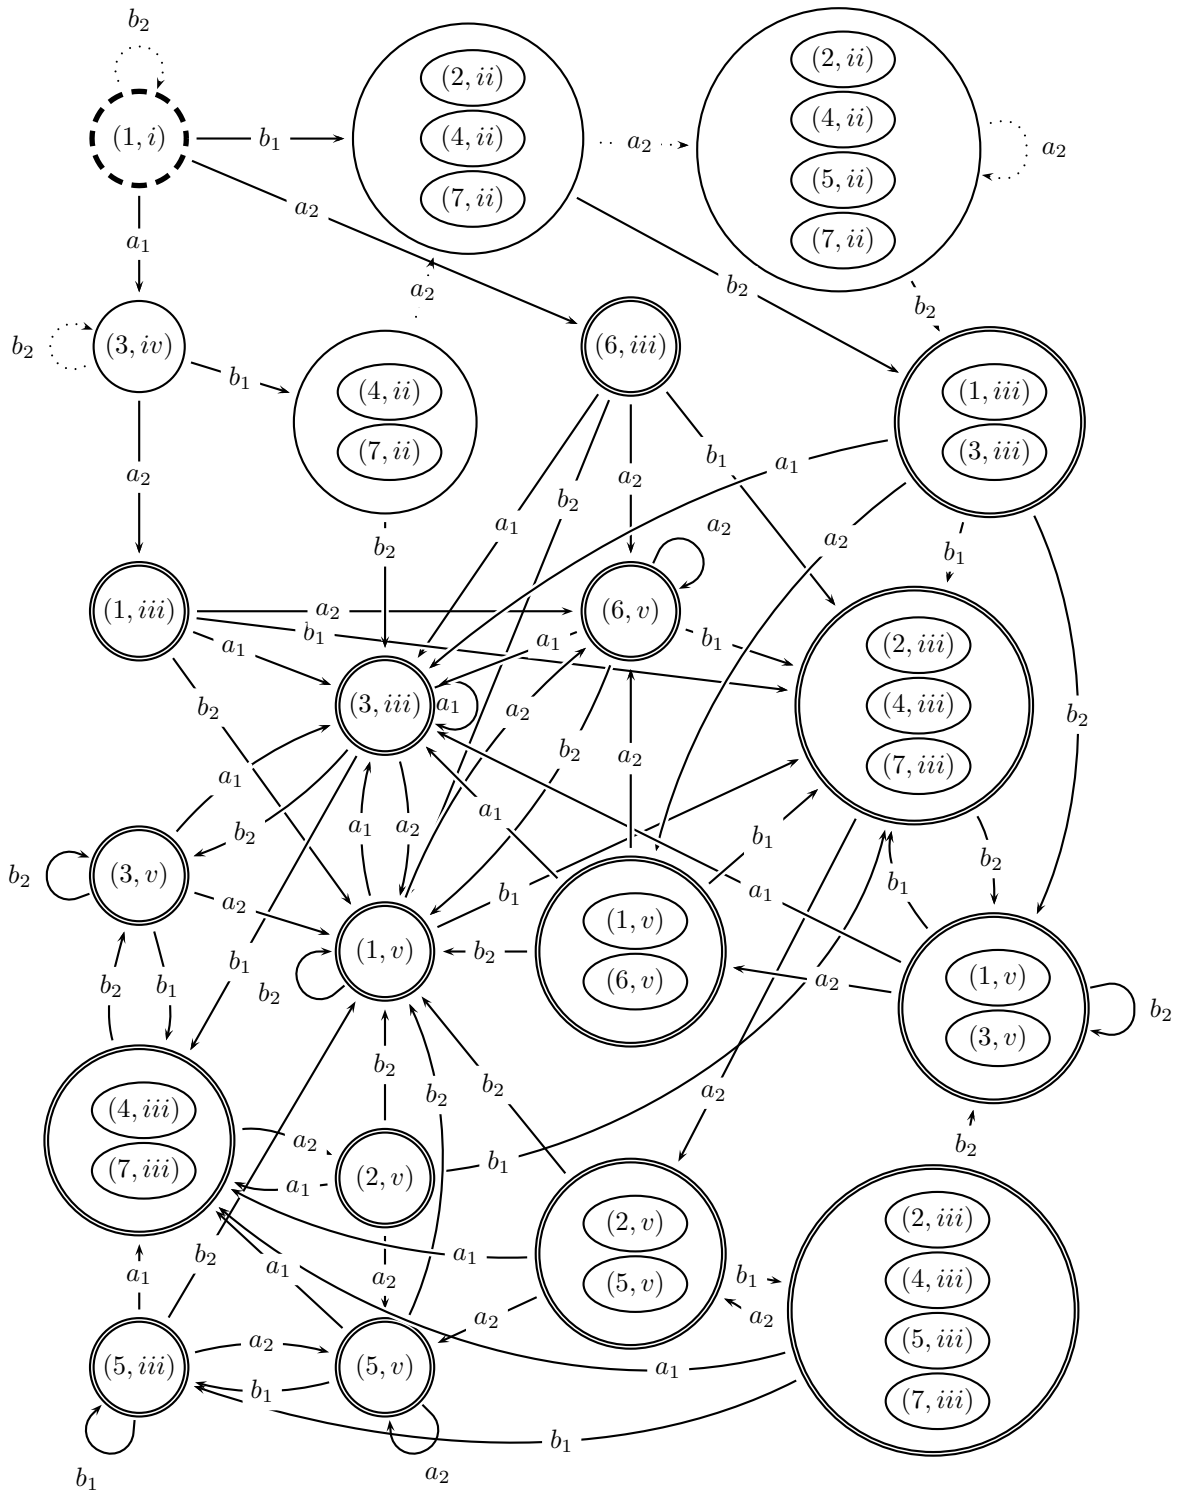 b₂
(2, ii)
(2, ii)
(1, i)
b₁
(4, ii)
a₂
(4, ii)
a₂
(7, ii)
(5, ii)
a₂
(7, ii)
a₁
b₂
a₂
b₂
b₂
(3, iv)
(6, iii)
b₁
(4, ii)
(1, iii)
(7, ii)
(3, iii)
a₂
a₂
b₂
b₁
a₁
a₁
a₂
a₂
b₂
b₁
(1, iii)
a₂
(6, v)
b₁
a₁
a₁
b₁
(2, iii)
(3, iii)
a₁
(4, iii)
b₂
a₂
b₂
b₂
a₂
(7, iii)
a₁
a₁
a₁
a₂
b₂
b₁
b₂
b₂
(3, v)
a₂
b₁
a₁
b₁
(1, v)
(1, v)
b₂
(1, v)
b₁
b₂
(6, v)
a₂
b₂
b₂
b₁
(3, v)
b₂
b₂
b₂
a₂
(4, iii)
a₂
b₂
(7, iii)
(2, v)
b₁
a₁
(2, v)
(2, iii)
b₂
a₁
a₁
a₁
a₂
(5, v)
b₁
(4, iii)
a₂
a₂
(5, iii)
a₂
(5, v)
a₁
(5, iii)
b₁
(7, iii)
b₁
b₁
a₂